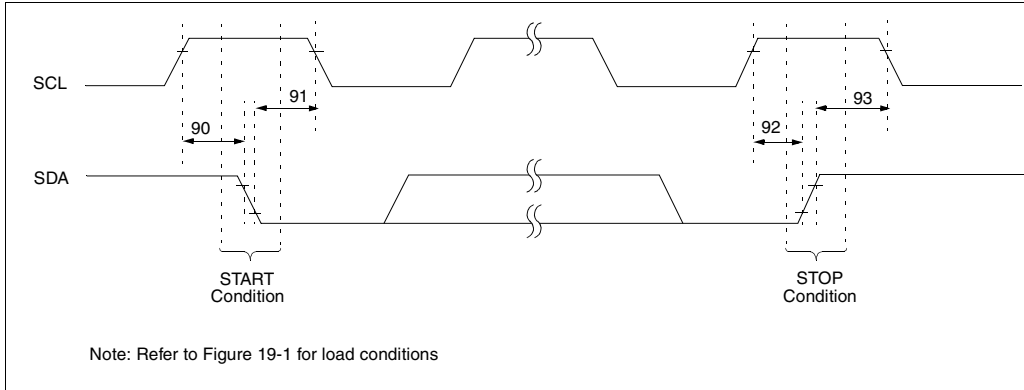 SCL
91
93
90
92
SDA
START
Condition
STOP
Condition
Note: Refer to Figure 19-1 for load conditions